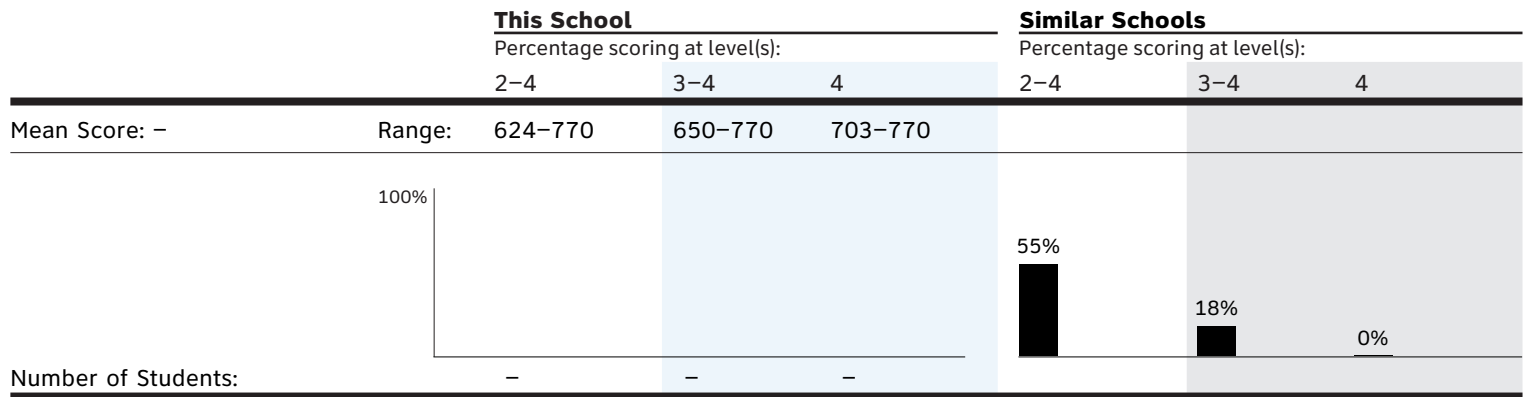 This School Similar Schools
Percentage scoring at level(s): Percentage scoring at level(s):
2–4 3–4 4 2–4 3–4 4
Mean Score: – Range: 624–770 650–770 703–770
100%
55%
18%
0%
Number of Students: – – –